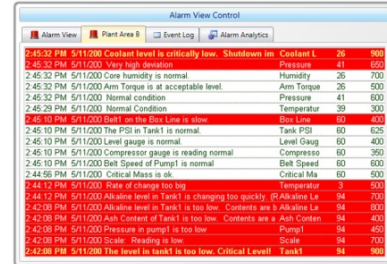 Alarm View Control
Alarm View Plant Area B Event Log Alarm Analytics
2:45:32 PM 5/11/200 Coolant level is critically low. Shutdown im Coolant L 26 900
2:45:32 PM 5/11/200 Very high deviation Pressure 41 650
2:45:32 PM 5/11/200 Core humidity is normal. Humidity 26 700
2:45:32 PM 5/11/200 Arm Torque is at acceptable level. Arm Torque 26 500
2:45:32 PM 5/11/200 Normal condition Pressure 41 600
2:45:29 PM 5/11/200 Normal Condition Temperatur 39 300
2:45:10 PM 5/11/200 Belt1 on the Box Line is slow. Box Line 60 400
2:45:10 PM 5/11/200 The PSI in Tank1 is normal. Tank PSI 60 625
2:45:10 PM 5/11/200 Level gauge is normal. Level Gaug 60 400
2:45:10 PM 5/11/200 Compressor gauge is reading normal Compresso 60 350
2:45:10 PM 5/11/200 Belt Speed of Pump1 is normal Belt Speed 60 600
2:44:56 PM 5/11/200 Critical Mass is ok. Critical Ma 60 500
2:44:12 PM 5/11/200 Rate of change too big Temperatur 3 500
2:44:12 PM 5/11/200 Alkaline level in Tank1 is changing too quickly. (R Alkaline Le 94 700
2:42:08 PM 5/11/200 Alkaline level in Tank1 is too low. Contents are b Alkaline Le 94 800
2:42:08 PM 5/11/200 Ash Content of Tank1 is too low. Contents are a Ash Conten 94 400
2:42:08 PM 5/11/200 Pressure in pump1 is too low Pump1 94 450
2:42:08 PM 5/11/200 Scale: Reading is low. Scale 94 700
2:42:08 PM 5/11/200 The level in tank1 is too low. Critical Level! Tank1 94 900